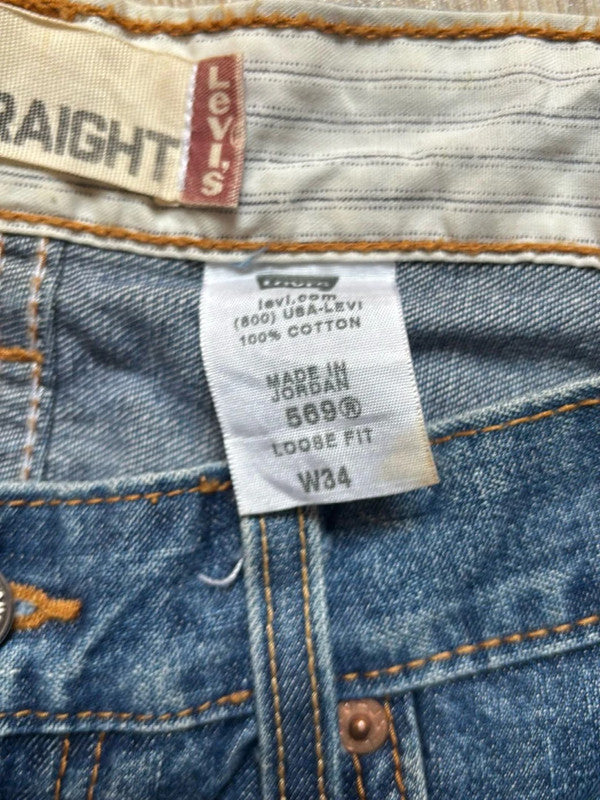 RAIGHT
Levi's
levi.com
(800) USA-LEVI
100% COTTON
MADE IN
JORDAN
569®
LOOSE FIT
W34